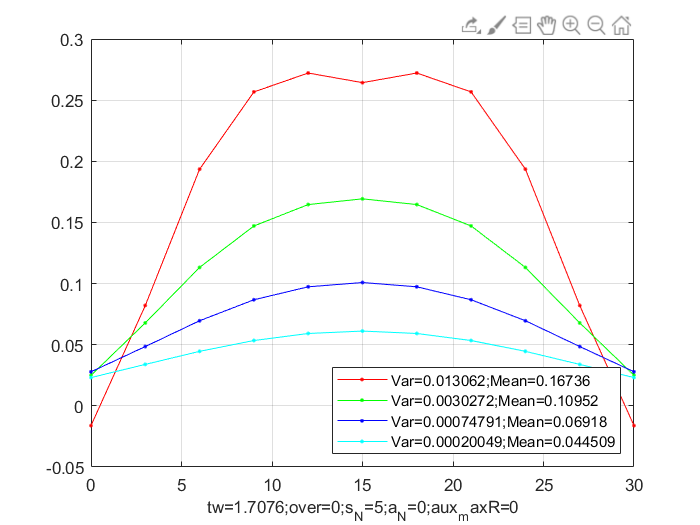 0.3
0.25
0.2
0.15
0.1
0.05
0
-0.05
Var=0.013062;Mean=0.16736
Var=0.0030272;Mean=0.10952
Var=0.00074791;Mean=0.06918
Var=0.00020049;Mean=0.044509
0 5 10 15 20 25 30
tw=1.7076;over=0;s_N=5;a_N=0;aux_maxR=0